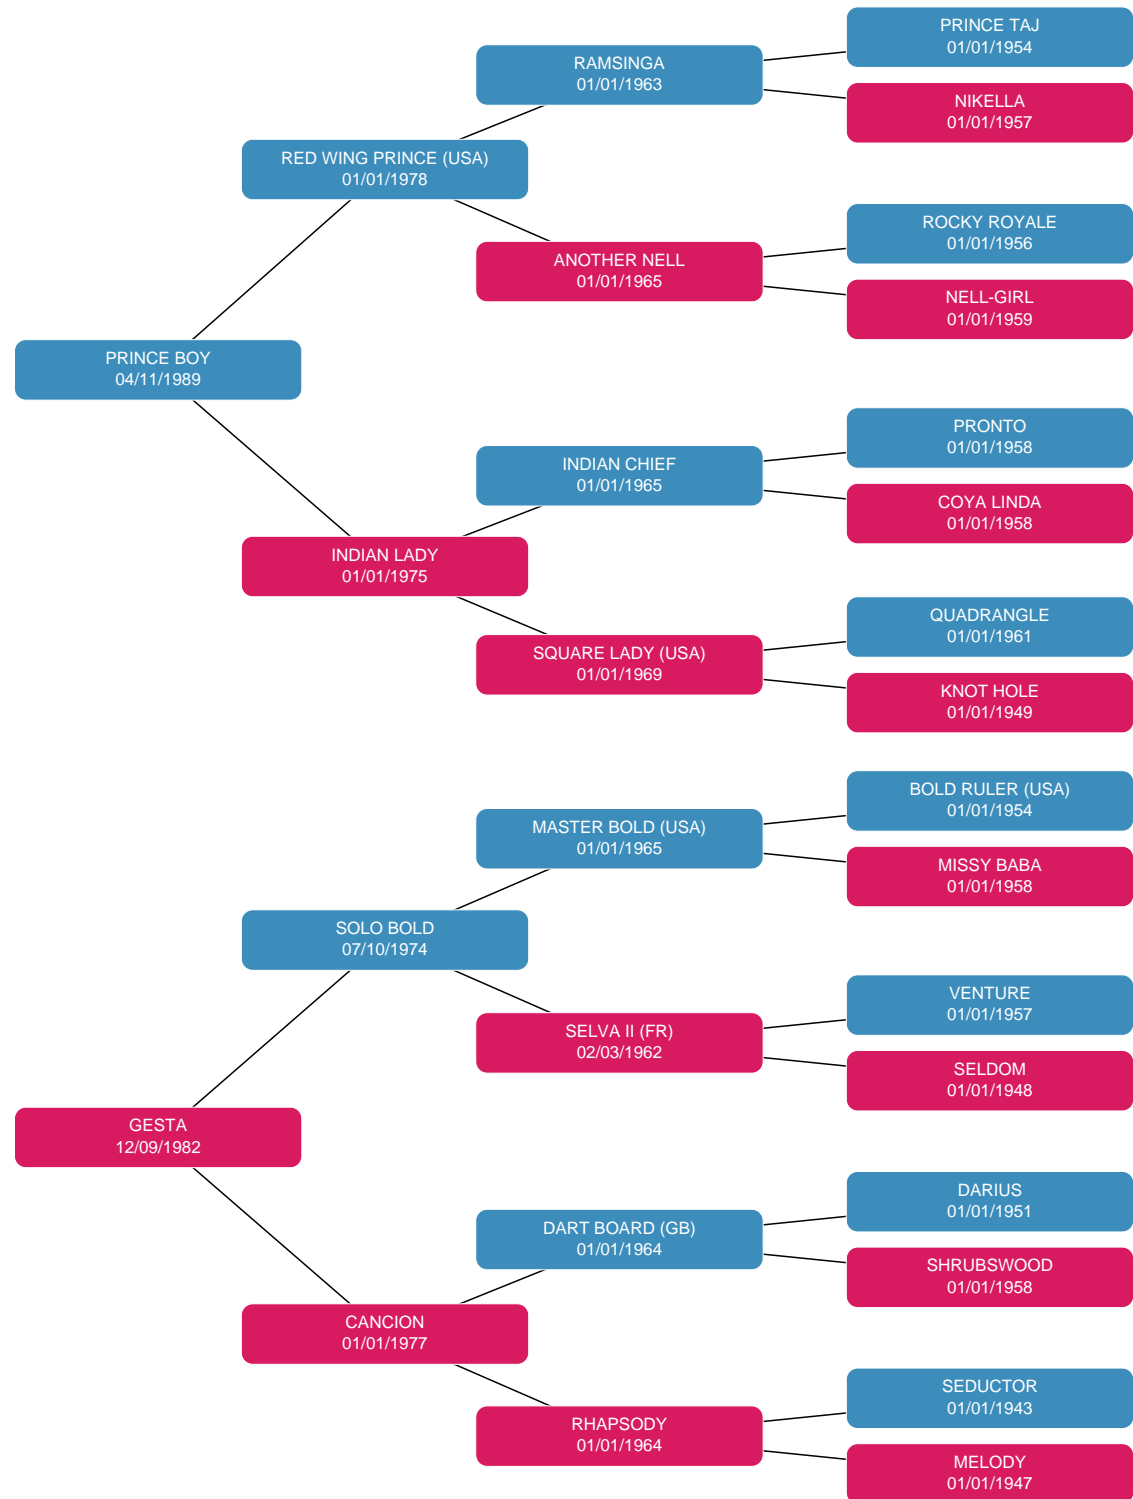 PRINCE TAJ
01/01/1954
RAMSINGA
01/01/1963
NIKELLA
01/01/1957
RED WING PRINCE (USA)
01/01/1978
ROCKY ROYALE
01/01/1956
ANOTHER NELL
01/01/1965
NELL-GIRL
01/01/1959
PRINCE BOY
04/11/1989
PRONTO
01/01/1958
INDIAN CHIEF
01/01/1965
COYA LINDA
01/01/1958
INDIAN LADY
01/01/1975
QUADRANGLE
01/01/1961
SQUARE LADY (USA)
01/01/1969
KNOT HOLE
01/01/1949
BOLD RULER (USA)
01/01/1954
MASTER BOLD (USA)
01/01/1965
MISSY BABA
01/01/1958
SOLO BOLD
07/10/1974
VENTURE
01/01/1957
SELVA II (FR)
02/03/1962
SELDOM
01/01/1948
GESTA
12/09/1982
DARIUS
01/01/1951
DART BOARD (GB)
01/01/1964
SHRUBSWOOD
01/01/1958
CANCION
01/01/1977
SEDUCTOR
01/01/1943
RHAPSODY
01/01/1964
MELODY
01/01/1947